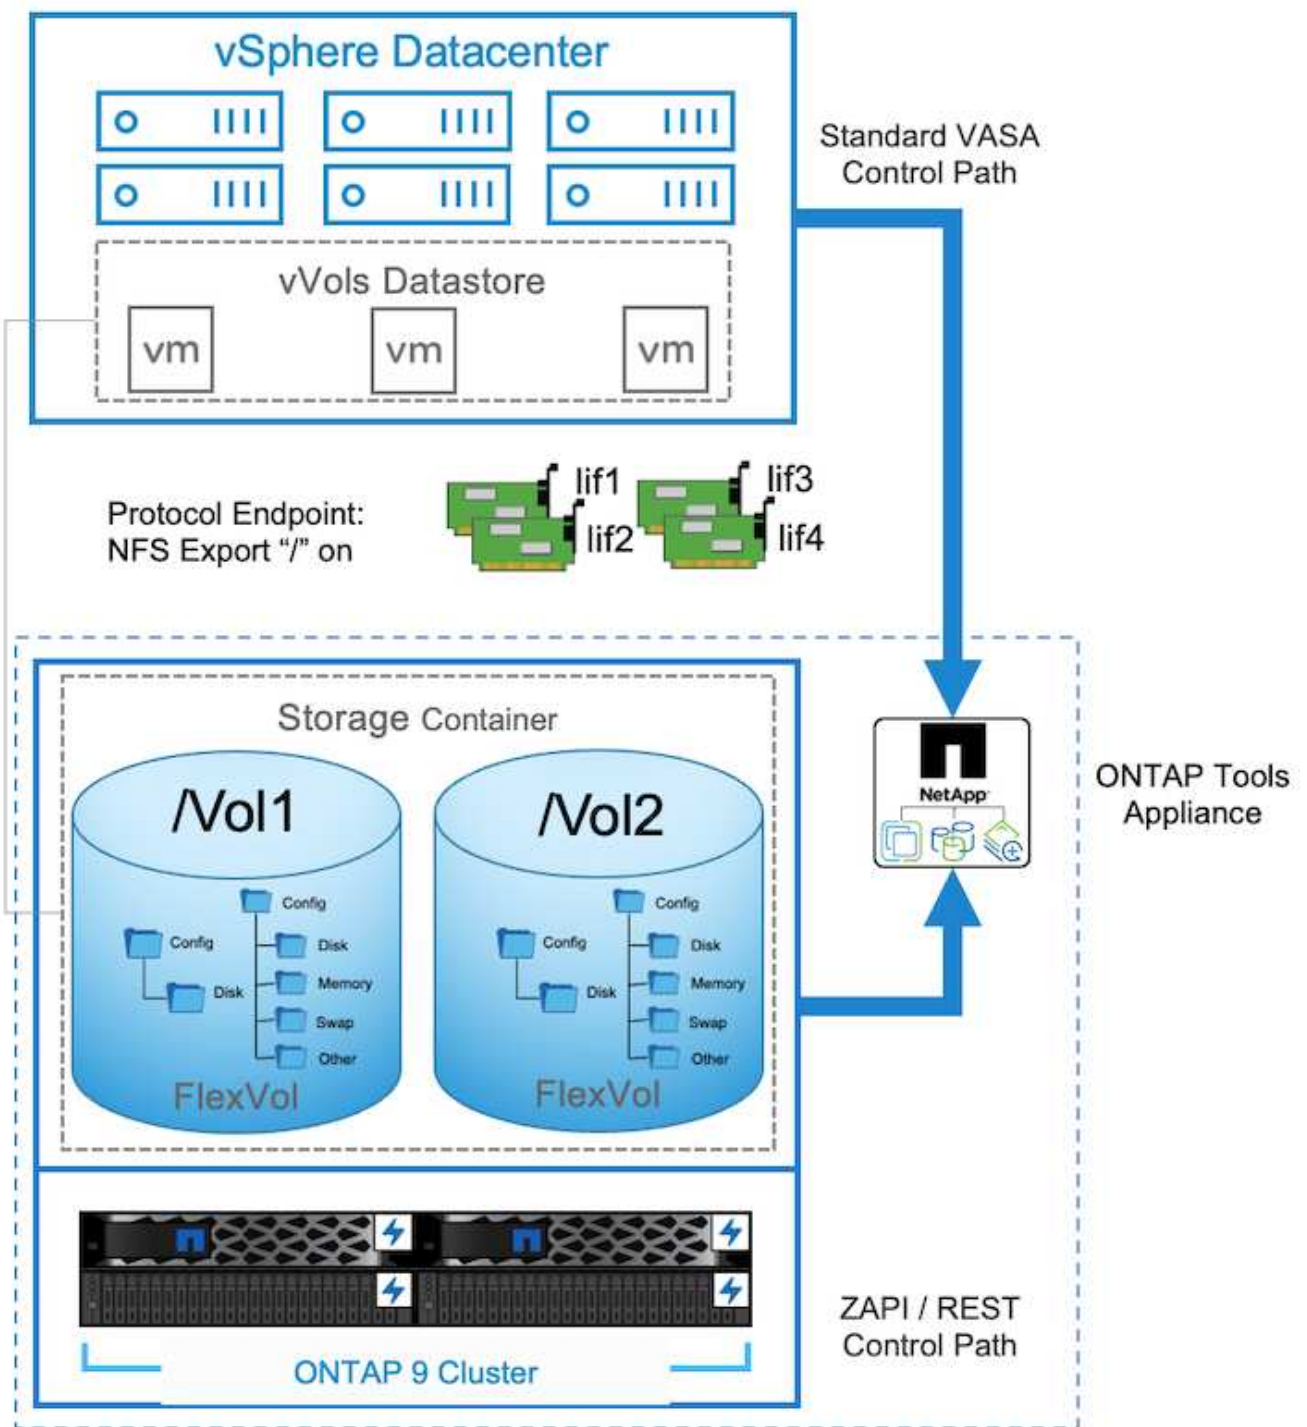 vSphere Datacenter
Standard VASA
Control Path
vVols Datastore
vm
vm
vm
Protocol Endpoint:
NFS Export “/” on
lif1
lif2
lif3
lif4
Storage Container
/Vol1
/Vol2
Config
Disk
Config
Disk
Memory
Swap
Other
FlexVol
Config
Disk
Config
Disk
Memory
Swap
Other
FlexVol
NetApp
ONTAP Tools
Appliance
ZAPI / REST
Control Path
ONTAP 9 Cluster